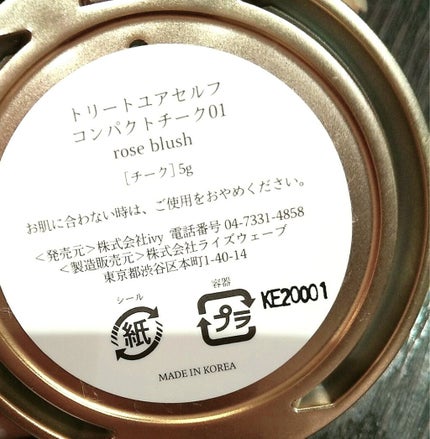 トリートユアセルフ
コンパクトチーク01
rose blush
[チーク] 5g
お肌に合わない時は、ご使用をおやめください。
<発売元>株式会社ivy 電話番号 04-7331-4858
<製造販売元>株式会社ライズウェーブ
東京都渋谷区本町1-40-14
シール 容器
紙 プラ KE20001
MADE IN KOREA